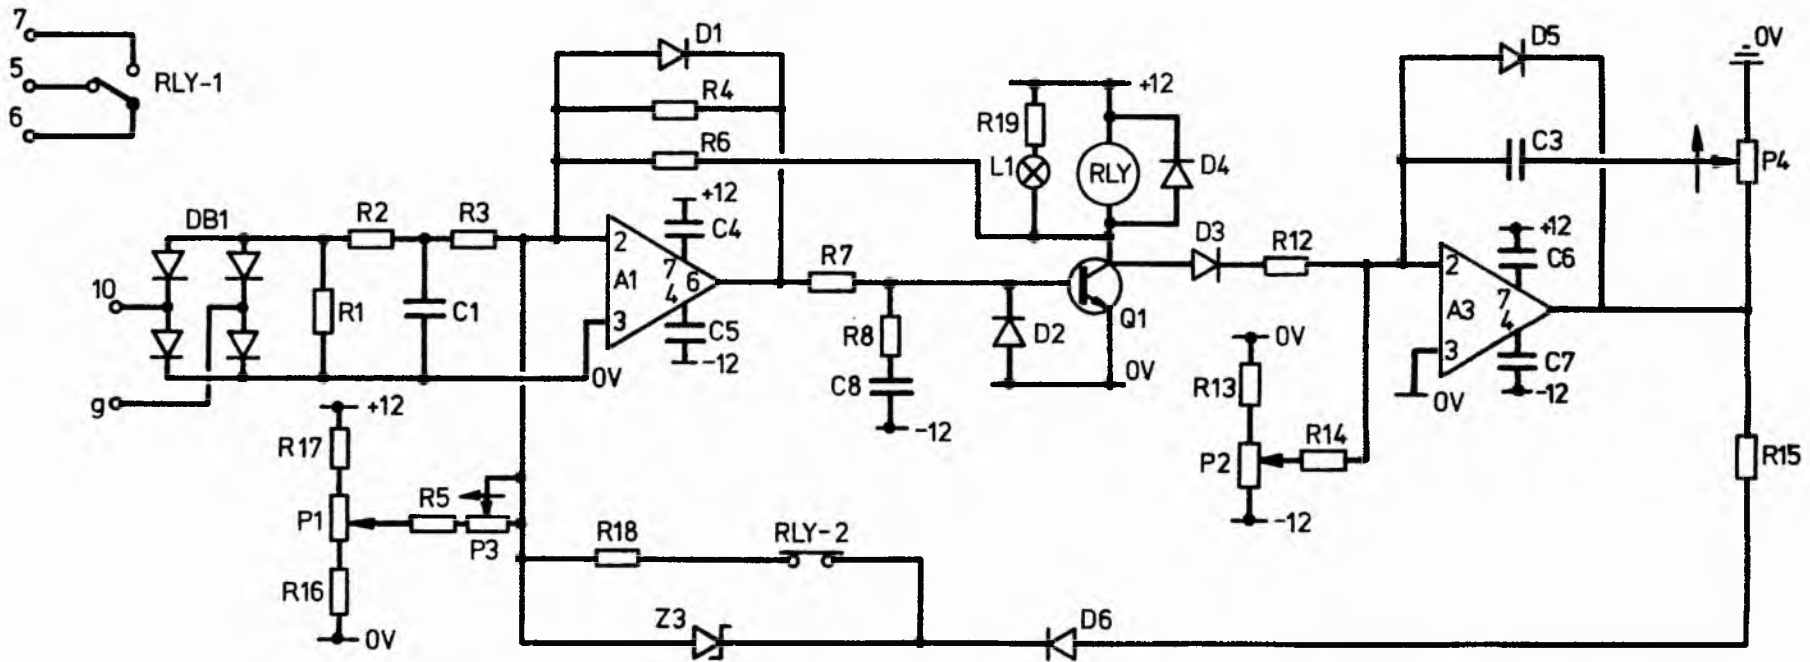 7
5
6
RLY-1
D1
R4
R6
+12
R19
L1
RLY
D4
D5
0V
C3
P4
DB1
R2
R3
+12
C4
2
7
6
A1
4
3
C5
-12
0V
10
9
R1
C1
R7
R8
C8
-12
D2
Q1
0V
D3
R12
+12
C6
2
7
A3
4
3
C7
-12
0V
0V
R13
P2
R14
-12
R15
+12
R17
P1
R5
P3
R16
0V
R18
RLY-2
Z3
D6